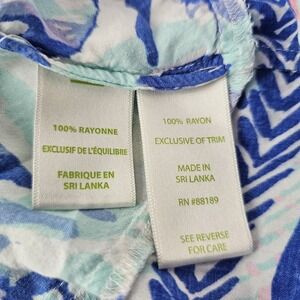 100% RAYONNE
EXCLUSIF DE L'ÉQUILIBRE
FABRIQUE EN
SRI LANKA
100% RAYON
EXCLUSIVE OF TRIM
MADE IN
SRI LANKA
RN #88189
SEE REVERSE
FOR CARE